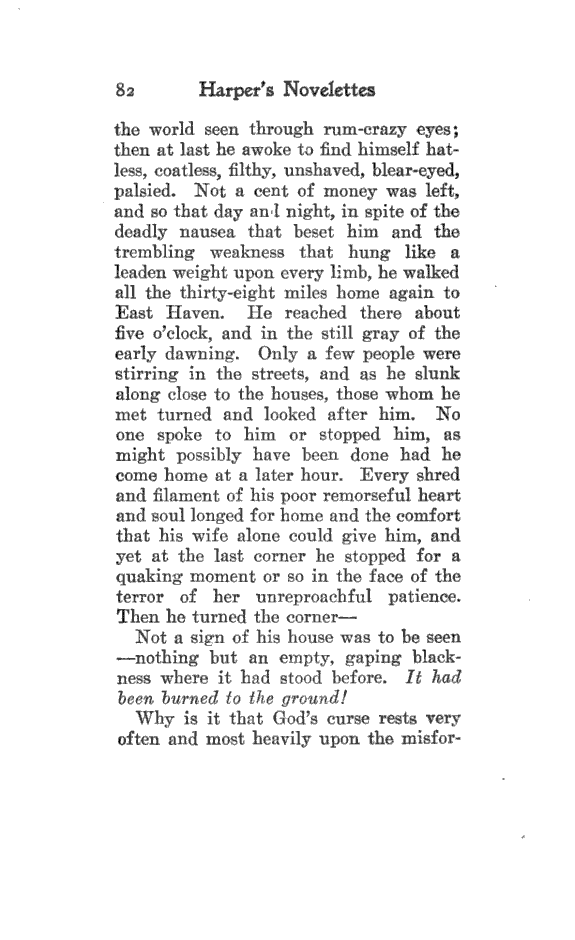 82 Harper's Novelettes
the world seen through rum-crazy eyes;
then at last he awoke to find himself hat-
less, coatless, filthy, unshaved, blear-eyed,
palsied. Not a cent of money was left,
and so that day and night, in spite of the
deadly nausea that beset him and the
trembling weakness that hung like a
leaden weight upon every limb, he walked
all the thirty-eight miles home again to
East Haven. He reached there about
five o'clock, and in the still gray of the
early dawning. Only a few people were
stirring in the streets, and as he slunk
along close to the houses, those whom he
met turned and looked after him. No
one spoke to him or stopped him, as
might possibly have been done had he
come home at a later hour. Every shred
and filament of his poor remorseful heart
and soul longed for home and the comfort
that his wife alone could give him, and
yet at the last corner he stopped for a
quaking moment or so in the face of the
terror of her unreproachful patience.
Then he turned the corner—
Not a sign of his house was to be seen
—nothing but an empty, gaping black-
ness where it had stood before. It had
been burned to the ground!
Why is it that God's curse rests very
often and most heavily upon the misfor-